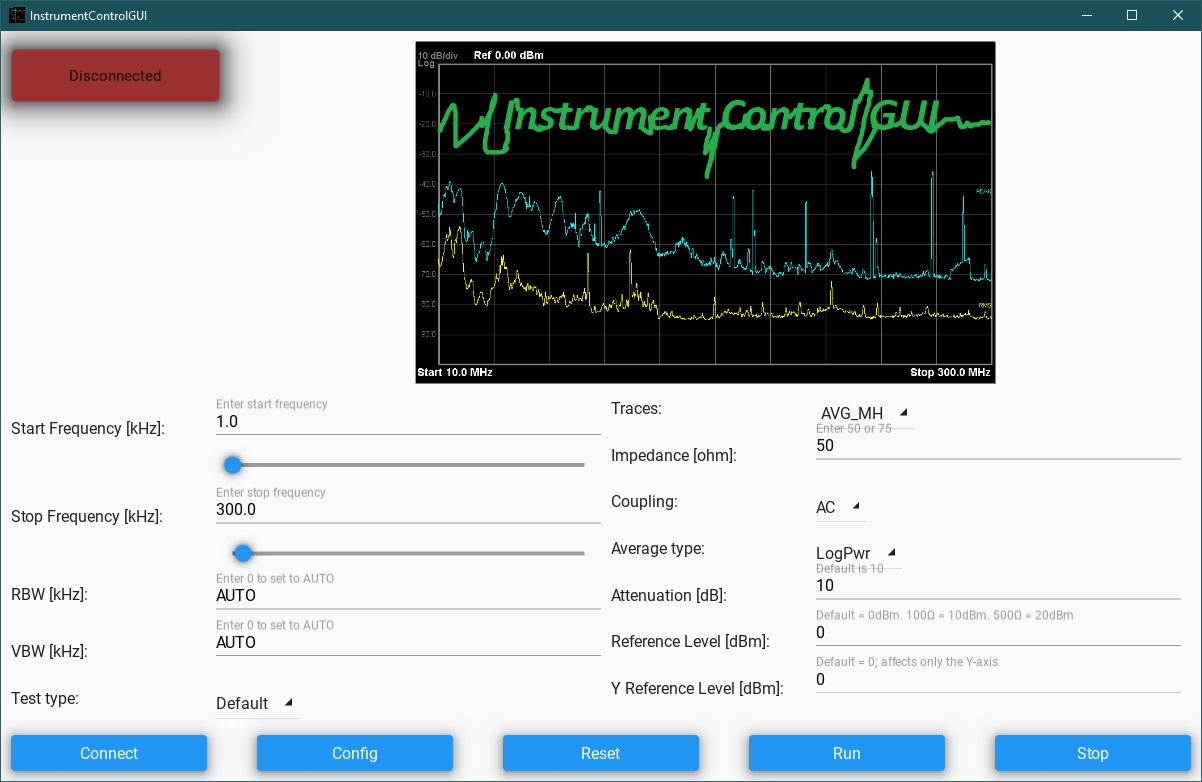 InstrumentControlGUI
Disconnected
10 dB/div Ref 0.00 dBm
Log
Instrument Control GUI
-10.0
-20.0
-30.0
-40.0
PEAK
-50.0
-60.0
-70.0
-80.0
RMS
-90.0
Start 10.0 MHz Stop 300.0 MHz
Start Frequency [kHz]:
Enter start frequency
1.0
Stop Frequency [kHz]:
Enter stop frequency
300.0
RBW [kHz]:
Enter 0 to set to AUTO
AUTO
VBW [kHz]:
Enter 0 to set to AUTO
AUTO
Test type:
Default
Traces:
AVG_MH
Impedance [ohm]:
Enter 50 or 75
50
Coupling:
AC
Average type:
LogPwr
Attenuation [dB]:
Default is 10
10
Reference Level [dBm]:
Default = 0dBm. 100Ω = 10dBm. 500Ω = 20dBm
0
Y Reference Level [dBm]:
Default = 0; affects only the Y-axis
0
Connect Config Reset Run Stop